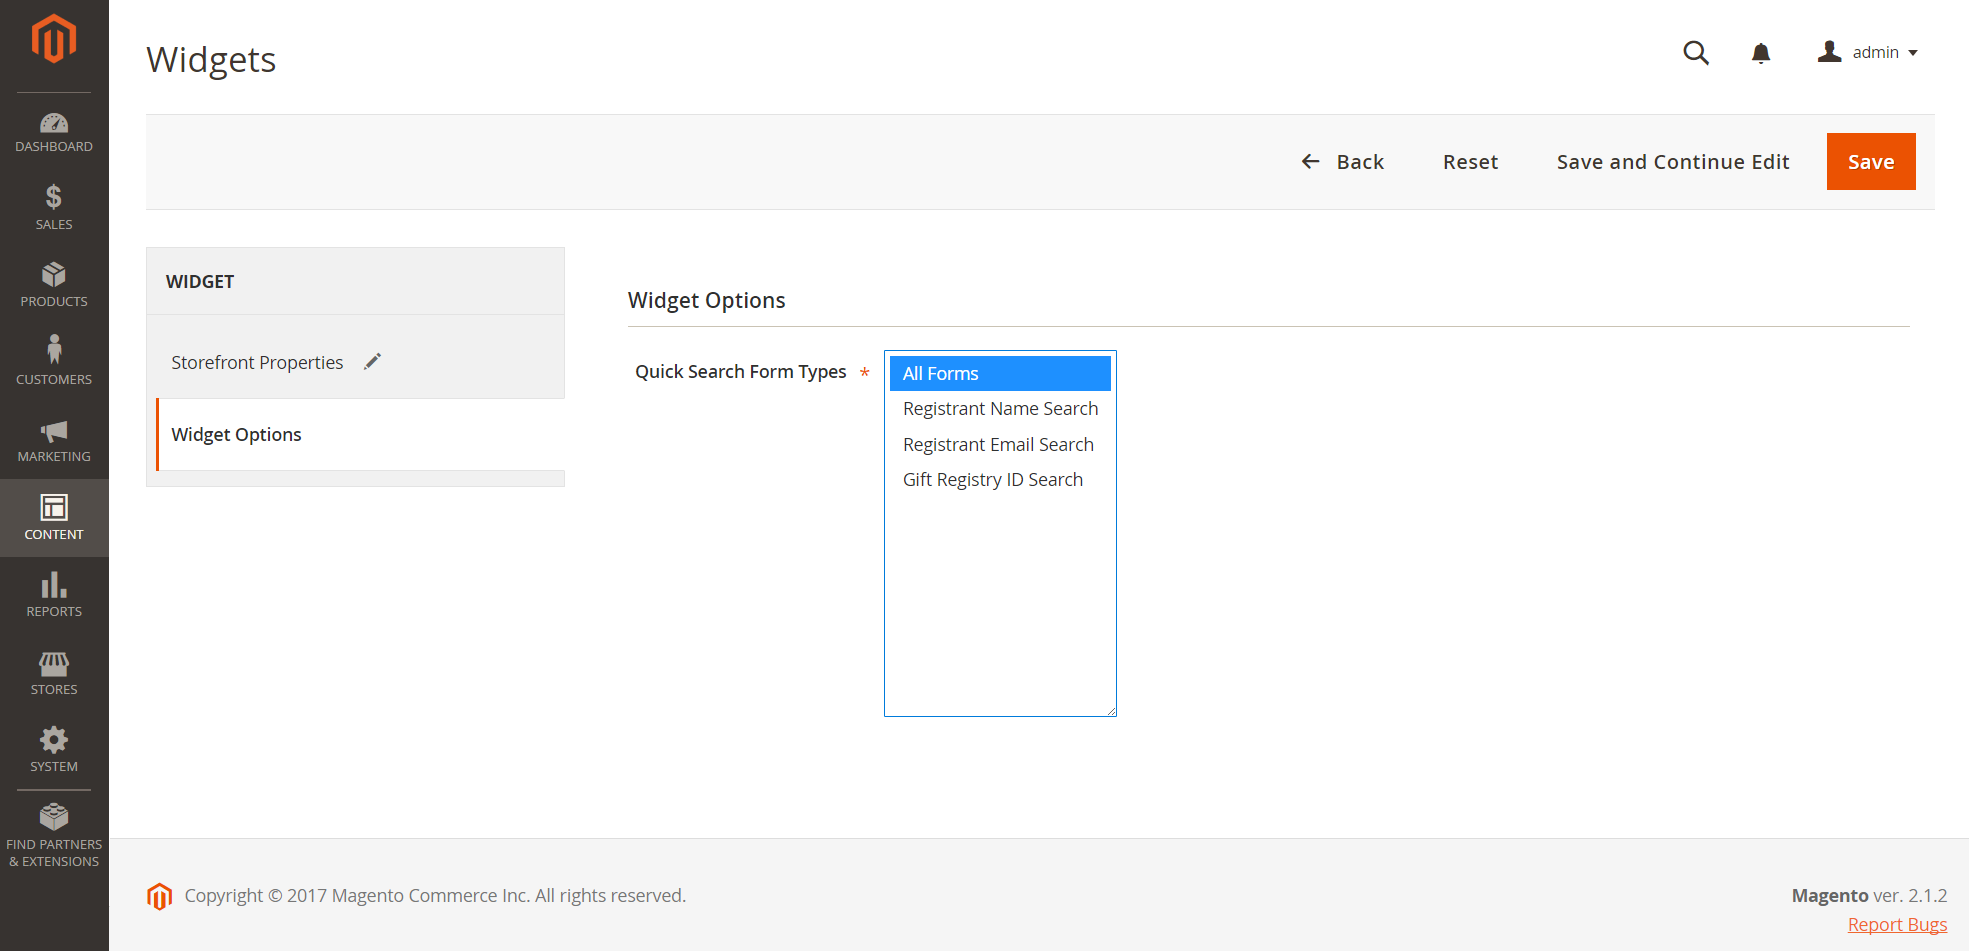 Widgets
admin
DASHBOARD
SALES
PRODUCTS
CUSTOMERS
MARKETING
CONTENT
REPORTS
STORES
SYSTEM
FIND PARTNERS
& EXTENSIONS
Back
Reset
Save and Continue Edit
Save
WIDGET
Storefront Properties
Widget Options
Widget Options
Quick Search Form Types *
All Forms
Registrant Name Search
Registrant Email Search
Gift Registry ID Search
Copyright © 2017 Magento Commerce Inc. All rights reserved.
Magento ver. 2.1.2
Report Bugs